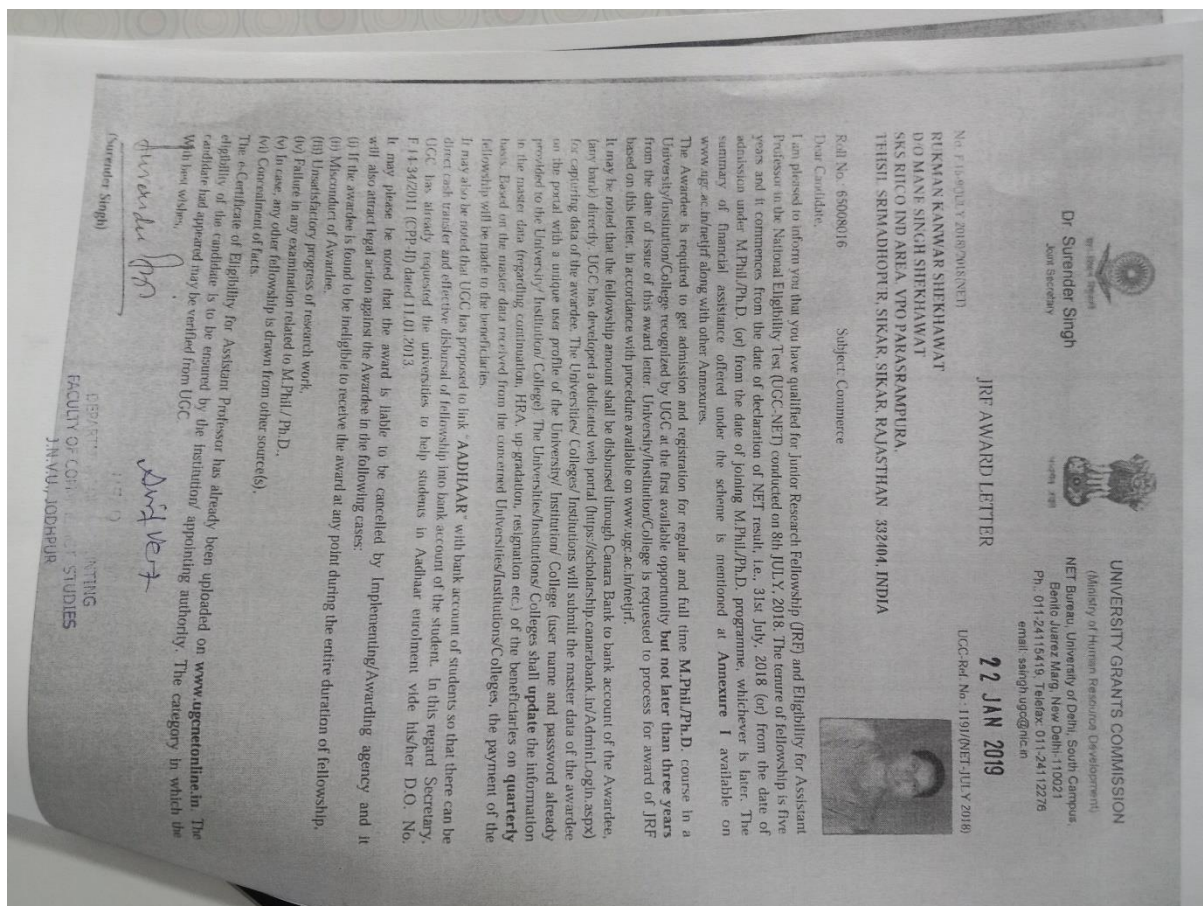 Dr Surender Singh
Joint Secretary
UNIVERSITY GRANTS COMMISSION
(Ministry of Human Resource Development)
NET Bureau, University of Delhi, South Campus,
Benito Juarez Marg, New Delhi-110021
Ph.: 011-24115419, Telefax: 011-24112276
email: ssingh.ugc@nic.in
JRF AWARD LETTER
22 JAN 2019
UGC-Ref. No.: 1191/(NET-JULY 2018)
RUKMAN KANWAR SHEKHAWAT
D/O MANE SINGH SHEKHAWAT
SKS RIICO IND AREA, VPO PARASRAMPURA,
TEHSIL SRIMADHOPUR, SIKAR, SIKAR, RAJASTHAN 332404, INDIA
Roll No. 65008016 Subject: Commerce
Dear Candidate,
I am pleased to inform you that you have qualified for Junior Research Fellowship (JRF) and Eligibility for Assistant
Professor in the National Eligibility Test (UGC-NET) conducted on 8th JULY, 2018. The tenure of fellowship is five
years and it commences from the date of declaration of NET result, i.e., 31st July, 2018 (or) from the date of
admission under M.Phil./Ph.D. (or) from the date of joining M.Phil./Ph.D. programme, whichever is later. The
summary of financial assistance offered under the scheme is mentioned at Annexure I available on
www.ugc.ac.in/netjrf along with other Annexures.
The Awardee is required to get admission and registration for regular and full time M.Phil./Ph.D. course in a
University/Institution/College recognized by UGC at the first available opportunity but not later than three years
from the date of issue of this award letter. University/Institution/College is requested to process for award of JRF
based on this letter, in accordance with procedure available on www.ugc.ac.in/netjrf.
It may be noted that the fellowship amount shall be disbursed through Canara Bank to bank account of the Awardee,
(any bank) directly. UGC has developed a dedicated web portal (https://scholarship.canarabank.in/AdminLogin.aspx)
for capturing data of the awardee. The Universities/ Colleges/ Institutions will submit the master data of the awardee
on the portal with a unique user profile of the University/ Institution/ College (user name and password already
provided to the University/ Institution/ College) The Universities/Institutions/ Colleges shall update the information
in the master data (regarding continuation, HRA, up-gradation, resignation etc.) of the beneficiaries on quarterly
basis. Based on the master data received from the concerned Universities/Institutions/Colleges, the payment of the
fellowship will be made to the beneficiaries.
It may also be noted that UGC has proposed to link "AADHAAR" with bank account of students so that there can be
direct cash transfer and effective disbursal of fellowship into bank account of the student. In this regard Secretary,
UGC has already requested the universities to help students in Aadhaar enrolment vide his/her D.O. No.
F.14-34/2011 (CPP-II) dated 11.01.2013
It may please be noted that the award is liable to be cancelled by Implementing/Awarding agency and it
will also attract legal action against the Awardee in the following cases:
(i) If the awardee is found to be ineligible to receive the award at any point during the entire duration of fellowship,
(ii) Misconduct of Awardee,
(iii) Unsatisfactory progress of research work,
(iv) Failure in any examination related to M.Phil/ Ph.D.,
(v) In case, any other fellowship is drawn from other source(s),
(vi) Concealment of facts.
The e-Certificate of Eligibility for Assistant Professor has already been uploaded on www.ugcnetonline.in. The
eligibility of the candidate is to be ensured by the institution/ appointing authority. The category in which the
candidate had appeared may be verified from UGC.
With best wishes,
(Surender Singh)
FACULTY OF STUDIES
J.N.V.U., JODHPUR